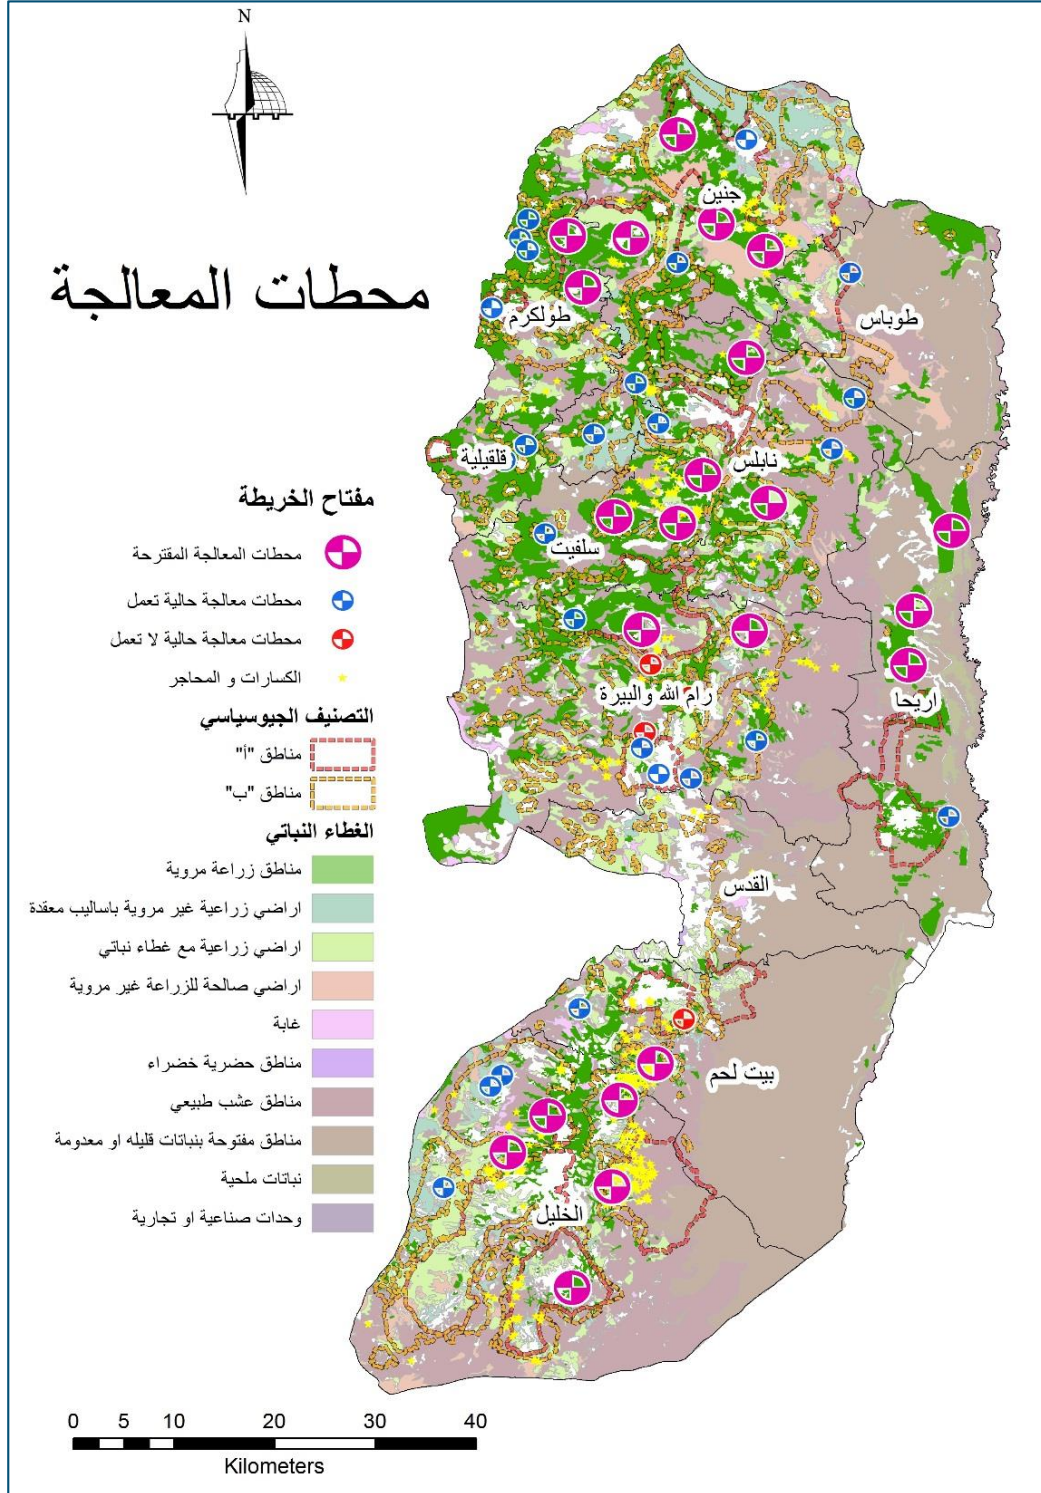 N
محطات المعالجة
جنين
طولكرم
طوباس
قلقيلية
نابلس
سلفيت
رام الله والبيرة
اريحا
القدس
بيت لحم
الخليل
مفتاح الخريطة
محطات المعالجة المقترحة
محطات معالجة حالية تعمل
محطات معالجة حالية لا تعمل
الكسارات و المحاجر
التصنيف الجيوسياسي
مناطق "أ"
مناطق "ب"
الغطاء النباتي
مناطق زراعة مروية
اراضي زراعية غير مروية باساليب معقدة
اراضي زراعية مع غطاء نباتي
اراضي صالحة للزراعة غير مروية
غابة
مناطق حضرية خضراء
مناطق عشب طبيعي
مناطق مفتوحة بنباتات قليله او معدومة
نباتات ملحية
وحدات صناعية او تجارية
0 5 10 20 30 40
Kilometers